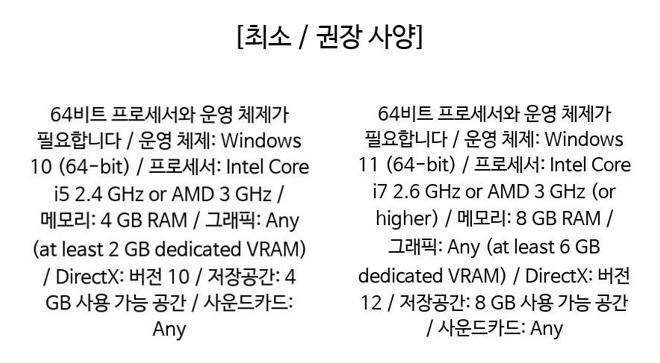 [최소 / 권장 사양]
64비트 프로세서와 운영 체제가
필요합니다 / 운영 체제: Windows
10 (64-bit) / 프로세서: Intel Core
i5 2.4 GHz or AMD 3 GHz /
메모리: 4 GB RAM / 그래픽: Any
(at least 2 GB dedicated VRAM)
/ DirectX: 버전 10 / 저장공간: 4
GB 사용 가능 공간 / 사운드카드:
Any
64비트 프로세서와 운영 체제가
필요합니다 / 운영 체제: Windows
11 (64-bit) / 프로세서: Intel Core
i7 2.6 GHz or AMD 3 GHz (or
higher) / 메모리: 8 GB RAM /
그래픽: Any (at least 6 GB
dedicated VRAM) / DirectX: 버전
12 / 저장공간: 8 GB 사용 가능 공간
/ 사운드카드: Any